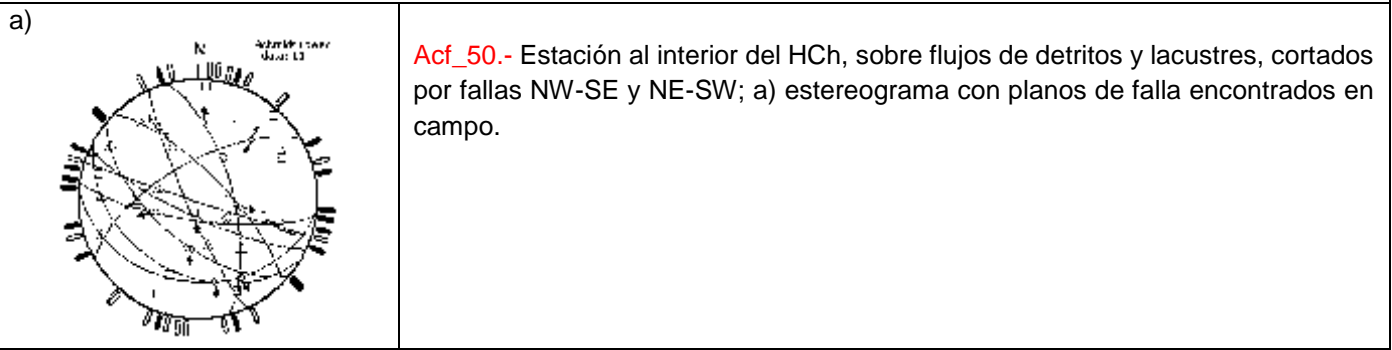 a)
N
Acf_50.- Estación al interior del HCh, sobre flujos de detritos y lacustres, cortados
por fallas NW-SE y NE-SW; a) estereograma con planos de falla encontrados en
campo.